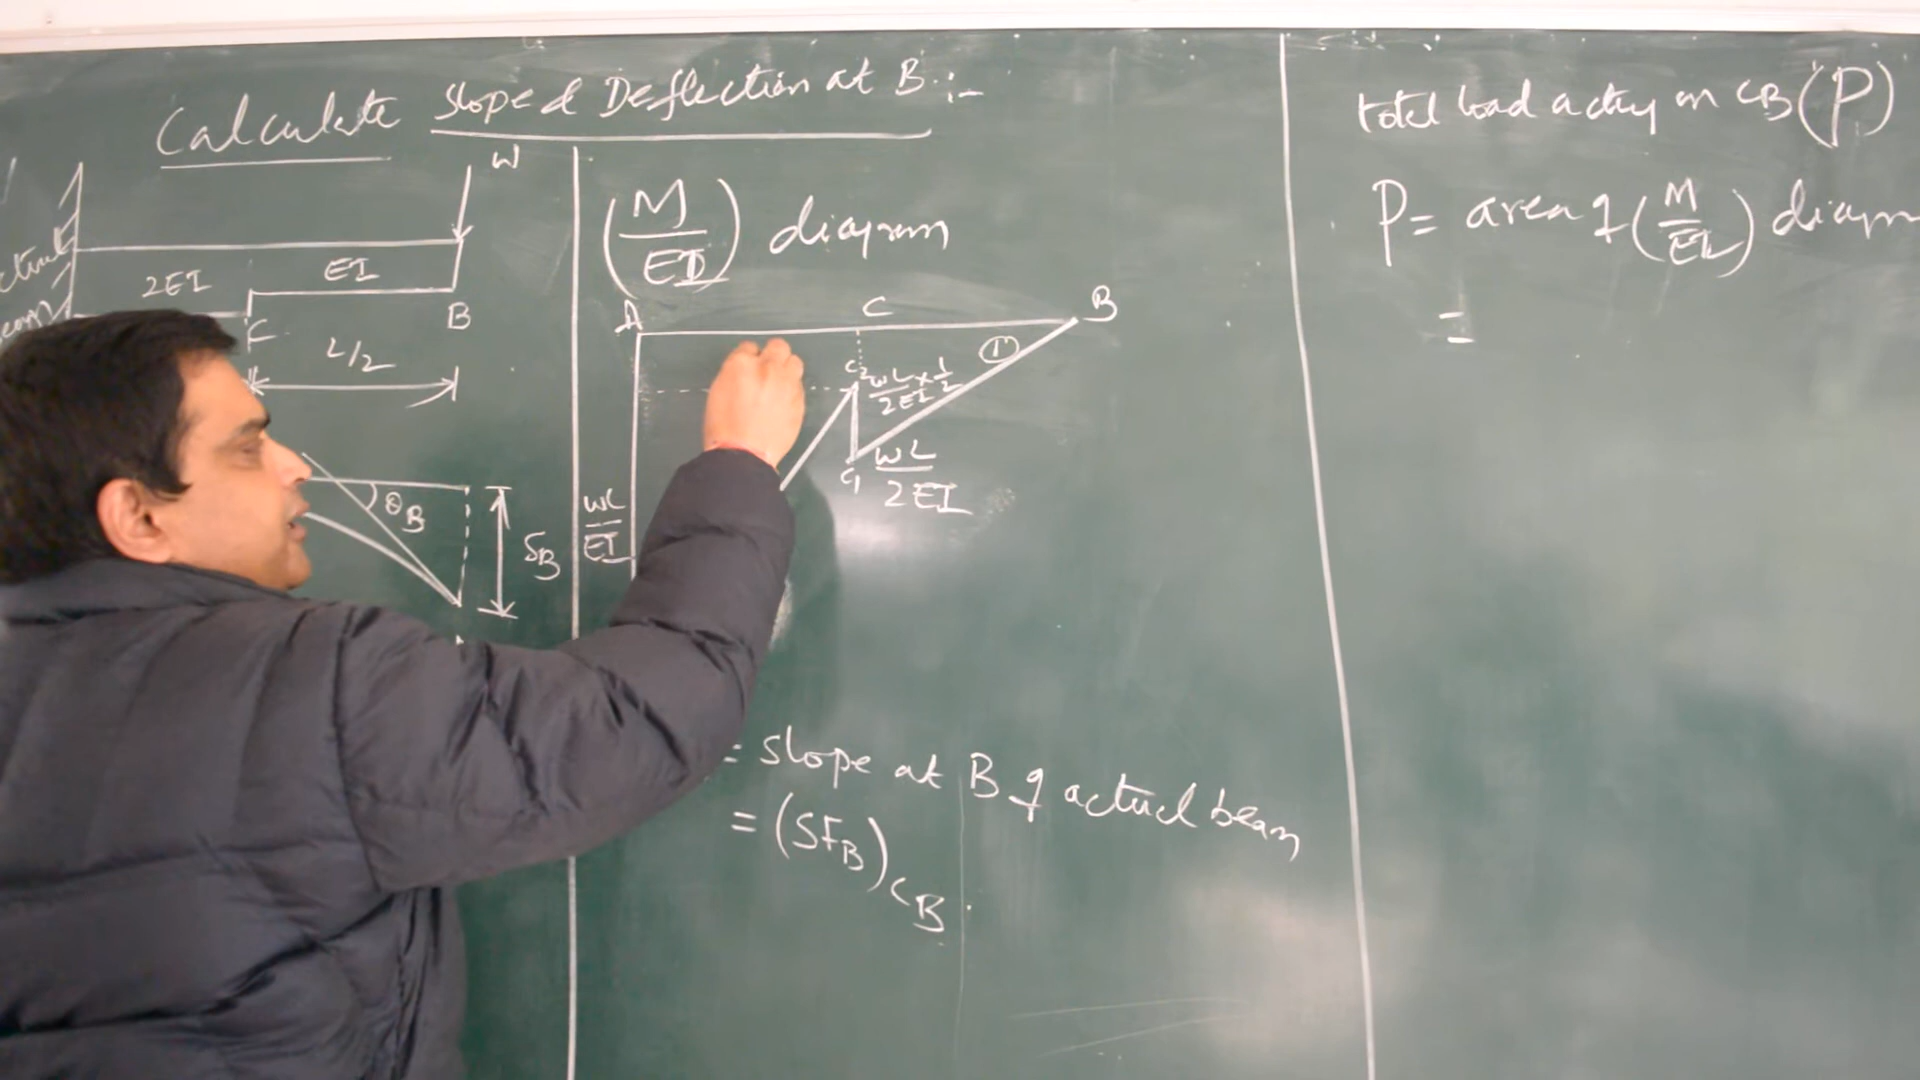 Calculate Slope & Deflection at B :-
W
2EI
EI
C
B
L/2
θB
δB
(M/EI) diagram
A
C
B
①
C2
WL/2EI × 1/2
C1
WL/2EI
WL/EI
= slope at B of actual beam
= (SFB)CB.
total load acting on CB (P)
P = area of (M/EI) diagram
=